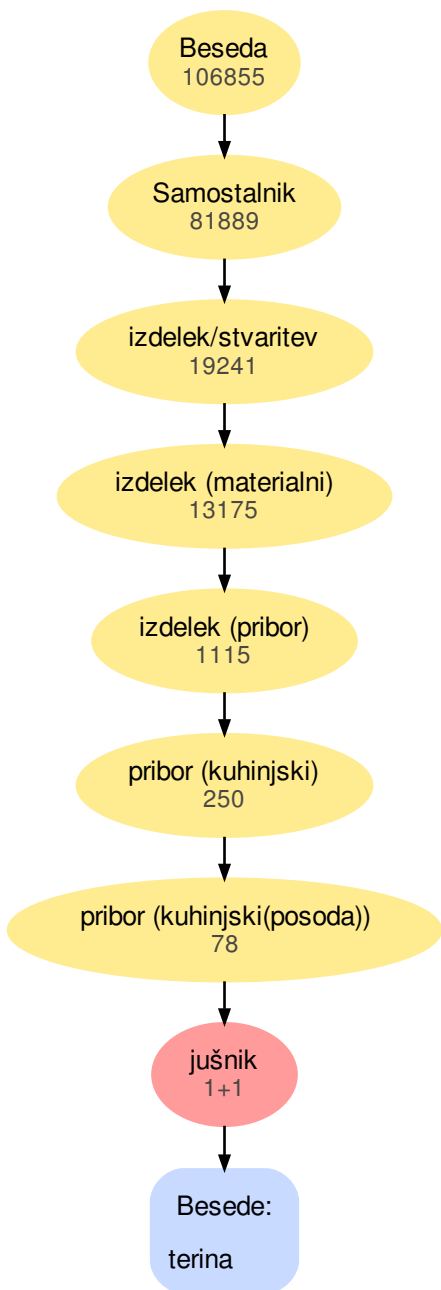 Beseda
106855
Samostalnik
81889
izdelek/stvaritev
19241
izdelek (materialni)
13175
izdelek (pribor)
1115
pribor (kuhinjski)
250
pribor (kuhinjski(posoda))
78
jušnik
1+1
Besede:
terina